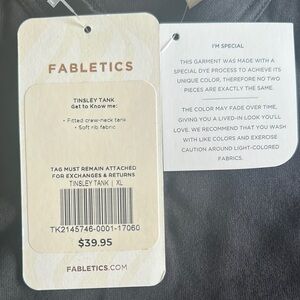 FABLETICS
TINSLEY TANK
Get to Know me:
• Fitted crew-neck tank
• Soft rib fabric
TAG MUST REMAIN ATTACHED
FOR EXCHANGES & RETURNS
TINSLEY TANK | XL
TK2145746-0001-17060
$39.95
FABLETICS.COM
I'M SPECIAL
THIS GARMENT WAS MADE WITH A
SPECIAL DYE PROCESS TO ACHIEVE ITS
UNIQUE COLOR, THEREFORE NO TWO
PIECES ARE EXACTLY THE SAME.
THE COLOR MAY FADE OVER TIME,
GIVING YOU A LIVED-IN LOOK YOU'LL
LOVE. WE RECOMMEND THAT YOU WASH
WITH LIKE COLORS AND EXERCISE
CAUTION AROUND LIGHT-COLORED
FABRICS.